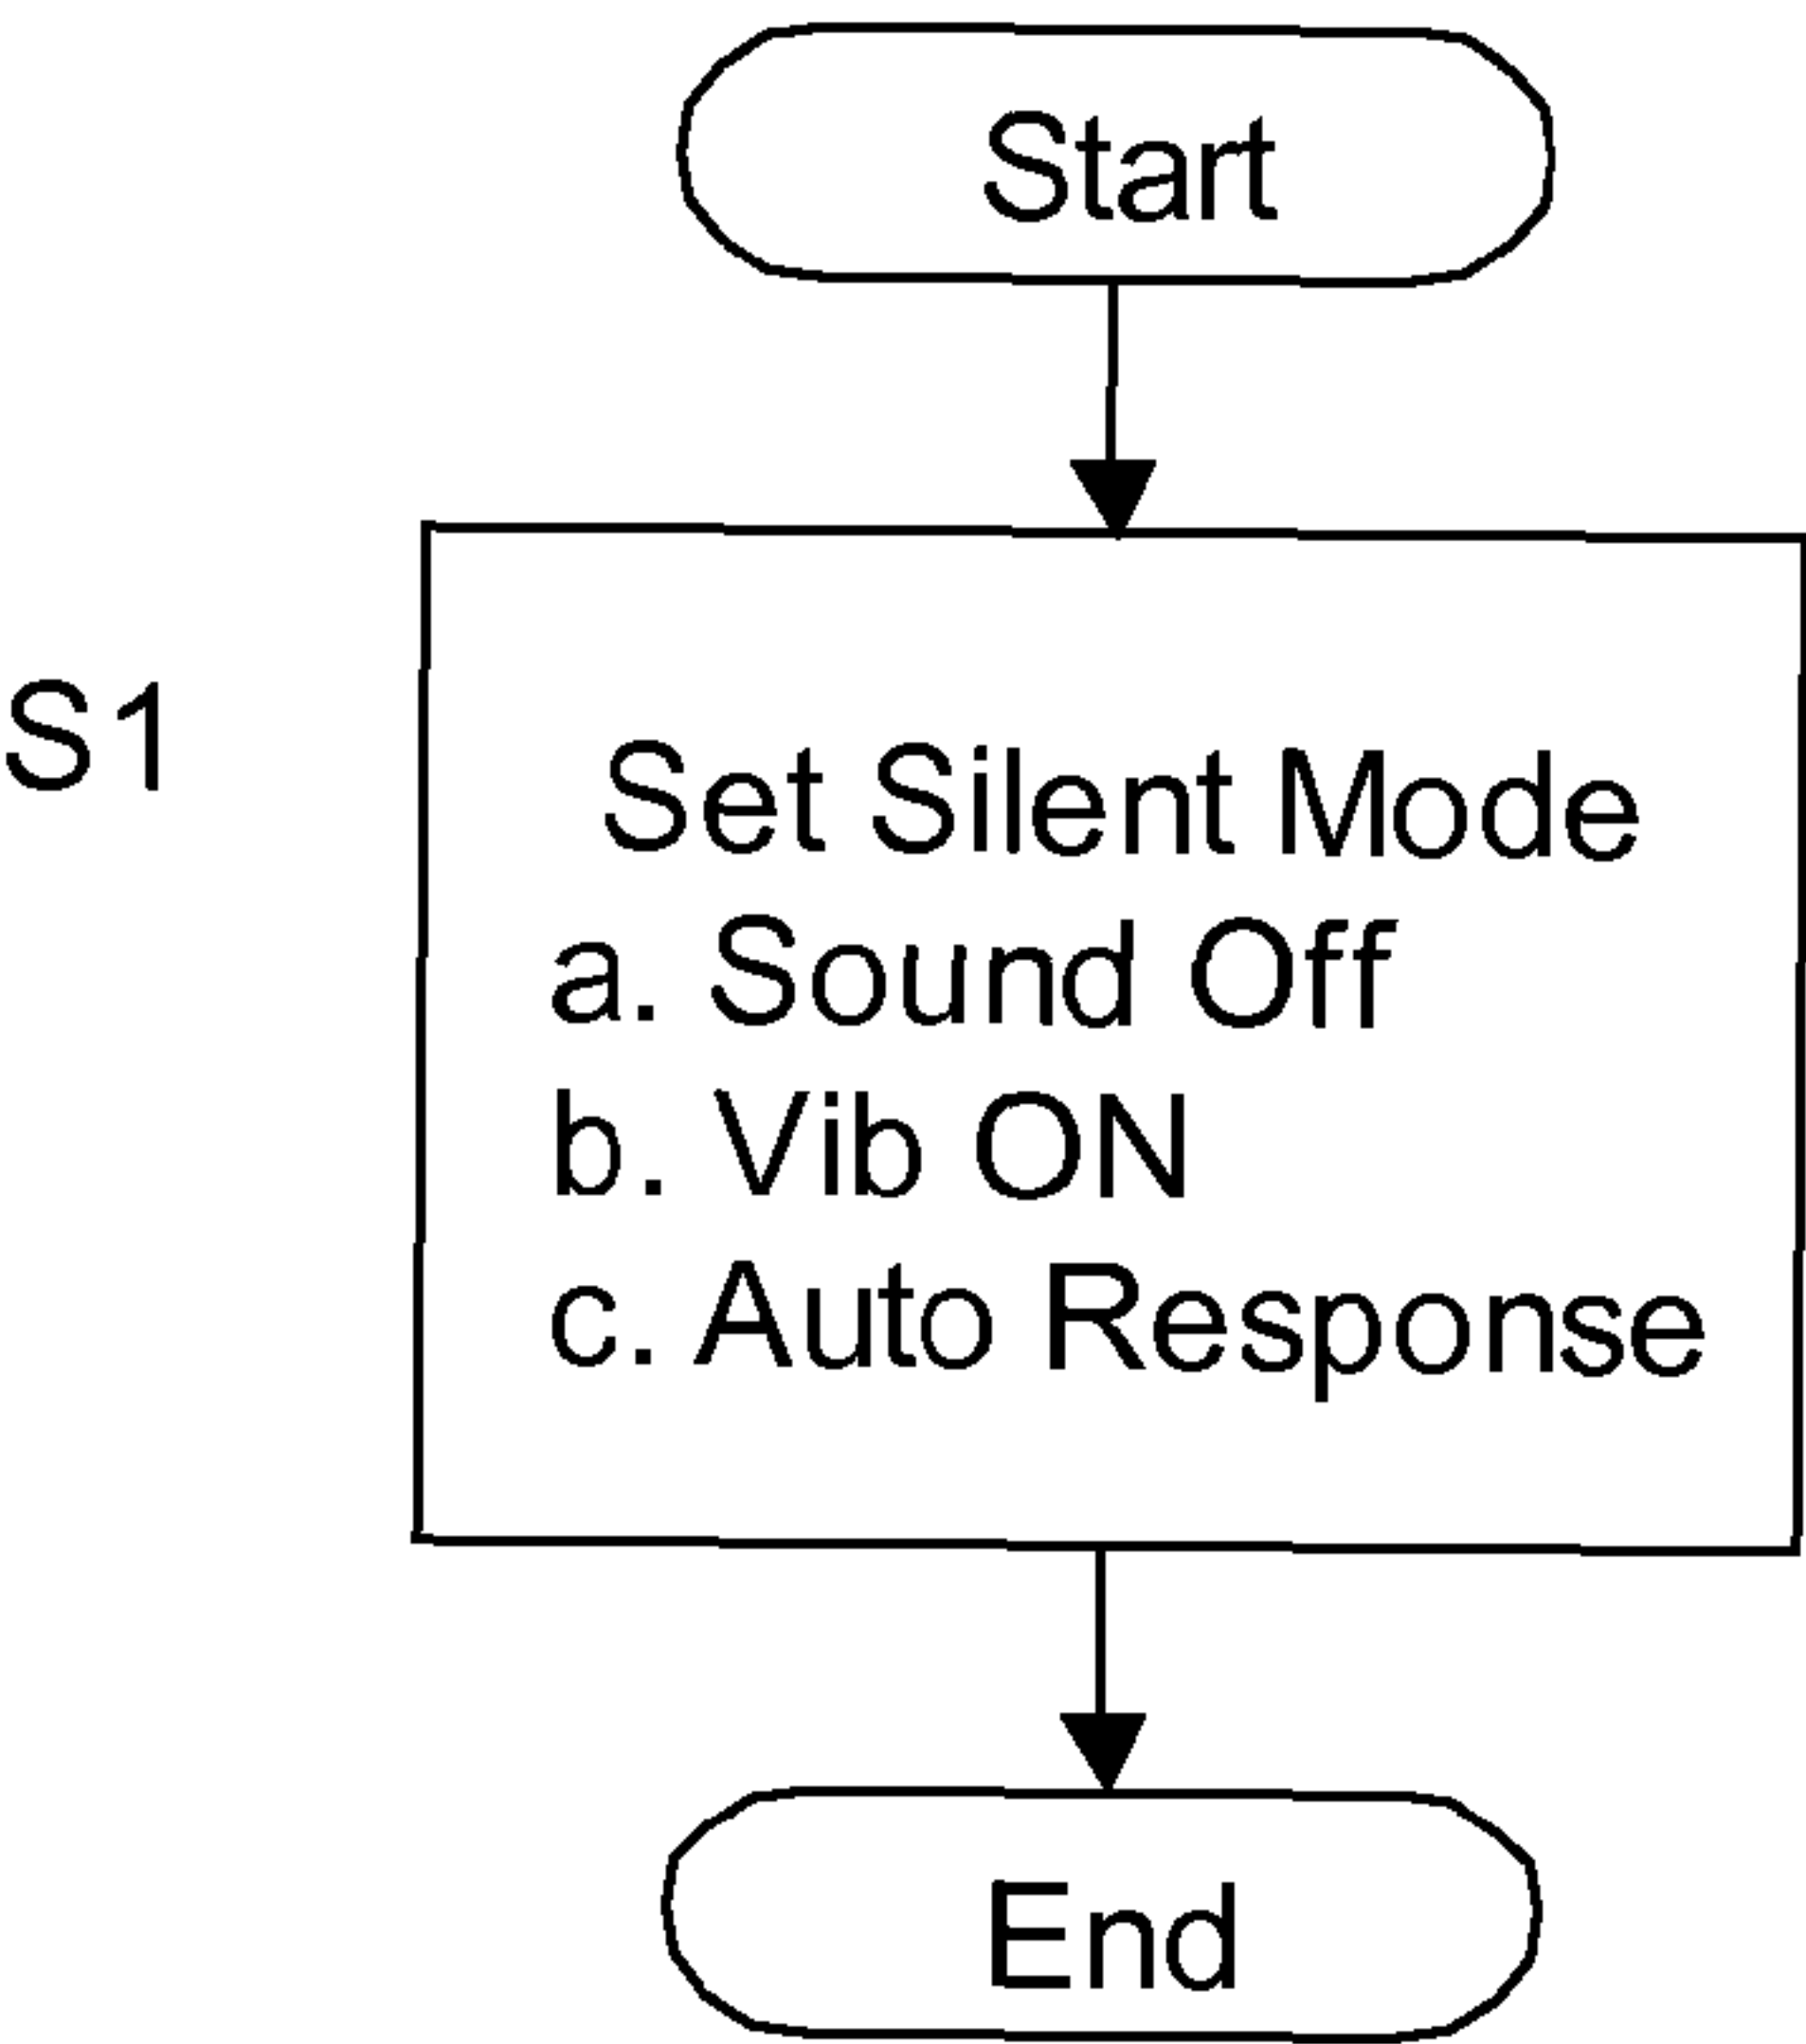 Start
S1
Set Silent Mode
a. Sound Off
b. Vib ON
c. Auto Response
End